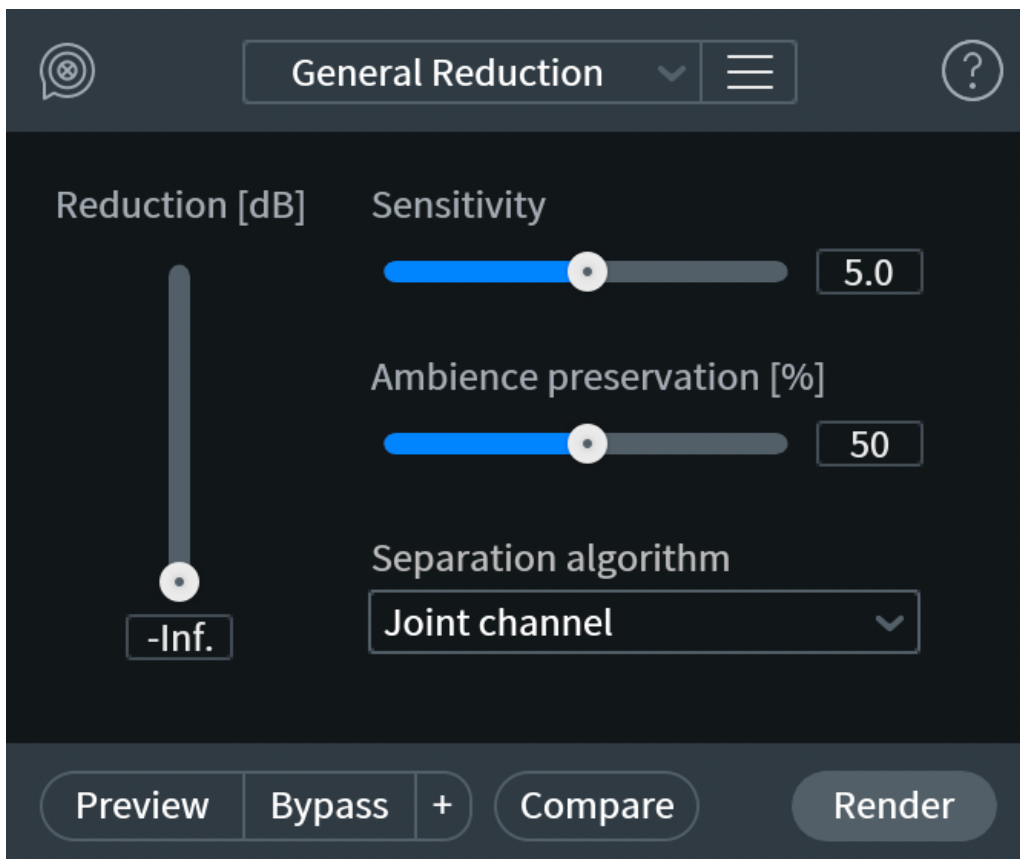 General Reduction
?
Reduction [dB]
Sensitivity
5.0
Ambience preservation [%]
50
Separation algorithm
Joint channel
-Inf.
Preview
Bypass
+
Compare
Render